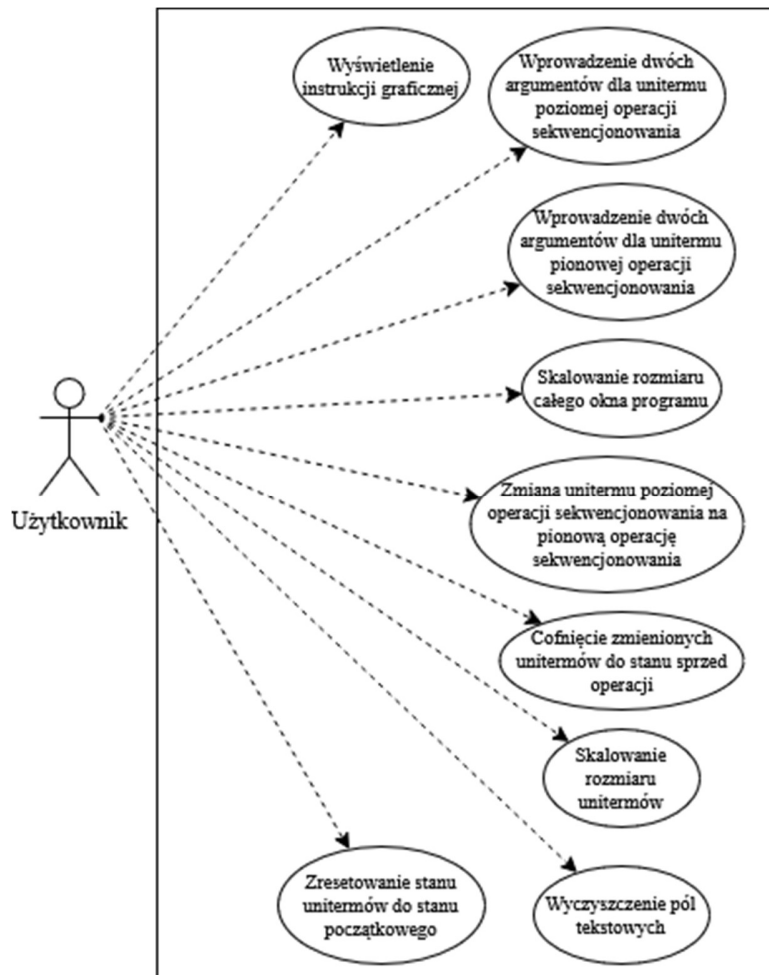 Wyświetlenie
instrukcji graficznej
Wprowadzenie dwóch
argumentów dla unitermu
poziomej operacji
sekwencjonowania
Wprowadzenie dwóch
argumentów dla unitermu
pionowej operacji
sekwencjonowania
Skalowanie rozmiaru
całego okna programu
Użytkownik
Zmiana unitermu poziomej
operacji sekwencjonowania na
pionową operację
sekwencjonowania
Cofnięcie zmienionych
unitermów do stanu sprzed
operacji
Skalowanie
rozmiaru
unitermów
Zresetowanie stanu
unitermów do stanu
początkowego
Wyczyszczenie pól
tekstowych